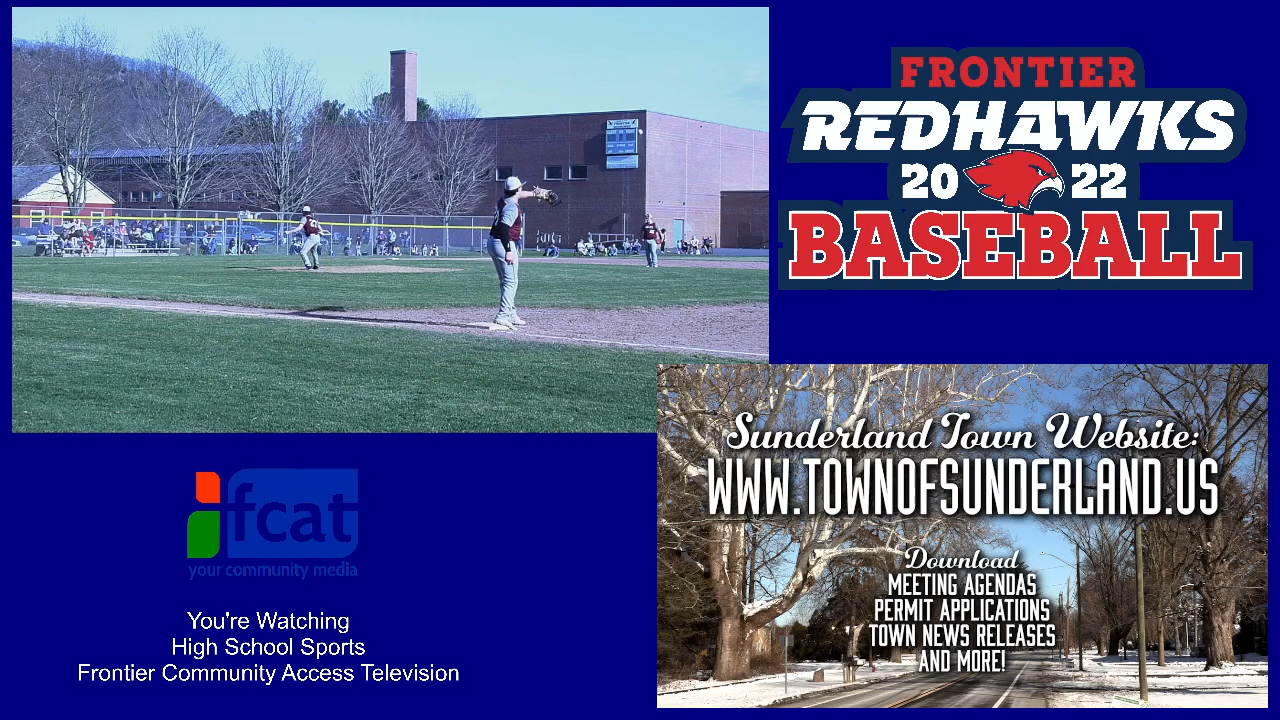 FRONTIER
REDHAWKS
20 22
BASEBALL
Sunderland Town Website:
WWW.TOWNOFSUNDERLAND.US
Download
MEETING AGENDAS
PERMIT APPLICATIONS
TOWN NEWS RELEASES
AND MORE!
fcat
your community media
You're Watching
High School Sports
Frontier Community Access Television